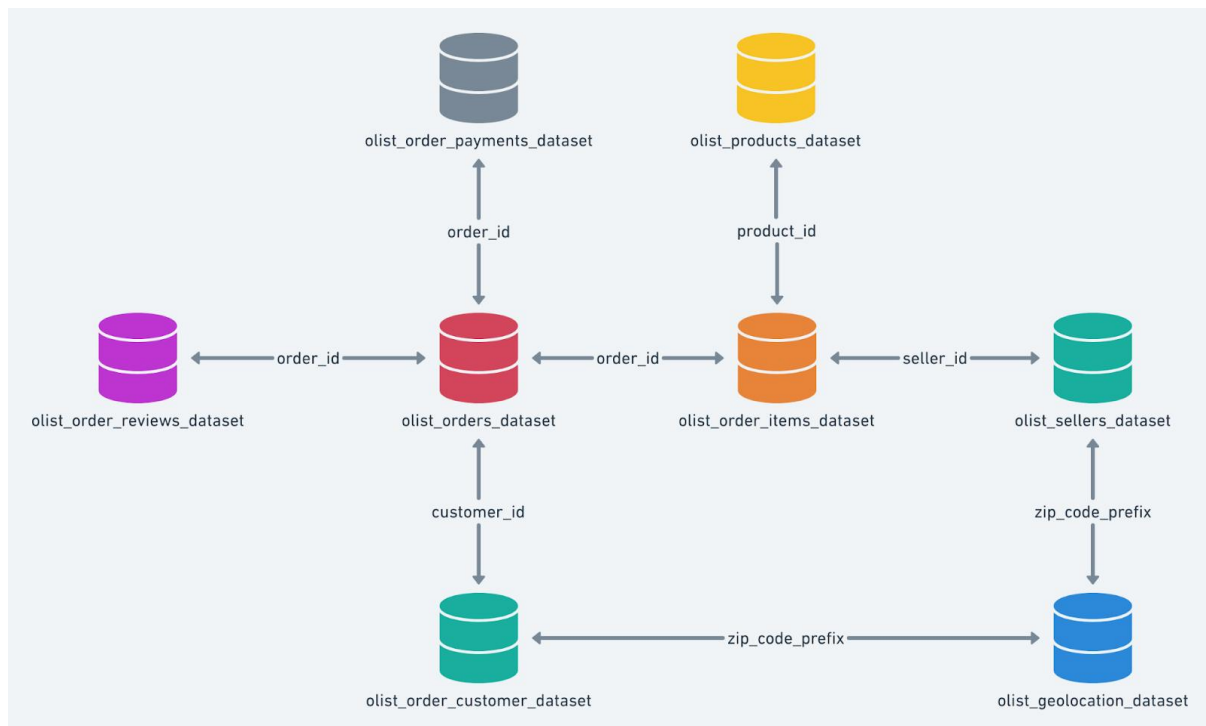 olist_order_payments_dataset
olist_products_dataset
order_id
product_id
order_id
order_id
seller_id
olist_order_reviews_dataset
olist_orders_dataset
olist_order_items_dataset
olist_sellers_dataset
customer_id
zip_code_prefix
zip_code_prefix
olist_order_customer_dataset
olist_geolocation_dataset